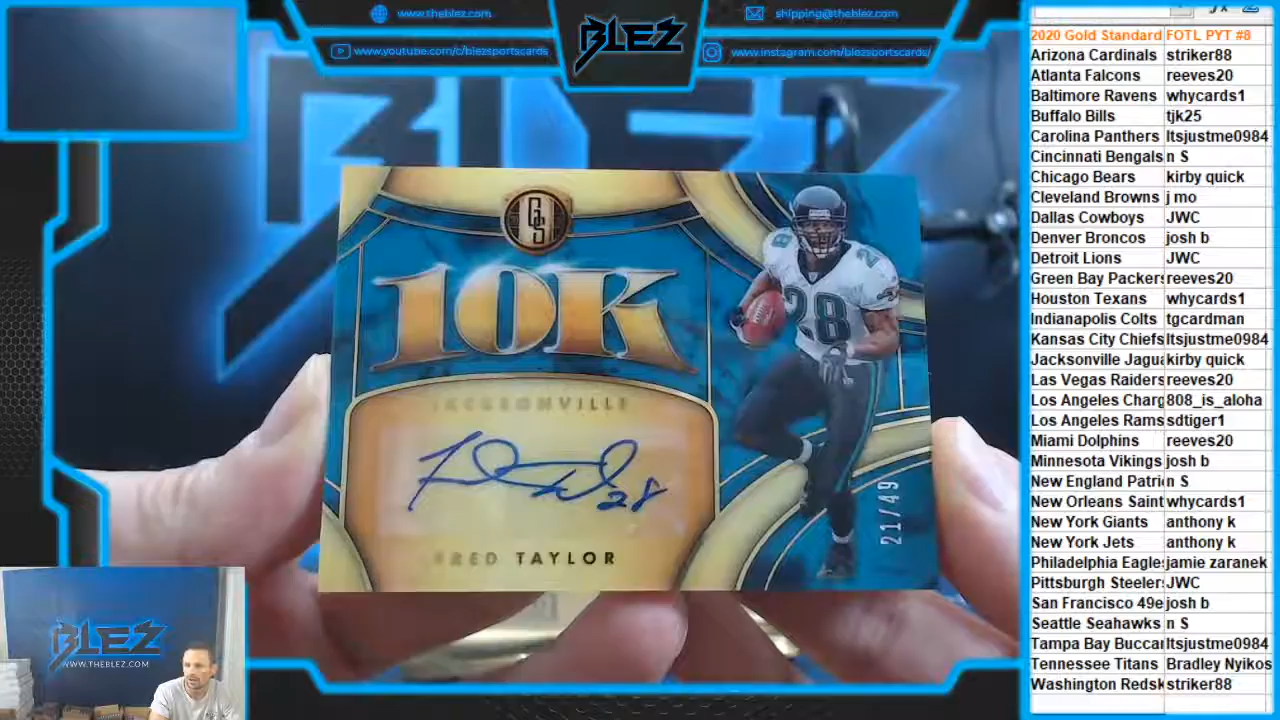 www.theblez.com
www.youtube.com/c/blezsportscards
BLEZ
shipping@theblez.com
www.instagram.com/blezsportscards/
BLEZ
GS
10K
JACKSONVILLE
28
FRED TAYLOR
28
28
21/49
BLEZ
WWW.THEBLEZ.COM
2020 Gold Standard FOTL PYT #8
Arizona Cardinals striker88
Atlanta Falcons reeves20
Baltimore Ravens whycards1
Buffalo Bills tjk25
Carolina Panthers Itsjustme0984
Cincinnati Bengals n S
Chicago Bears kirby quick
Cleveland Browns j mo
Dallas Cowboys JWC
Denver Broncos josh b
Detroit Lions JWC
Green Bay Packers reeves20
Houston Texans whycards1
Indianapolis Colts tgcardman
Kansas City Chiefs Itsjustme0984
Jacksonville Jagua kirby quick
Las Vegas Raiders reeves20
Los Angeles Charg 808_is_aloha
Los Angeles Rams sdtiger1
Miami Dolphins reeves20
Minnesota Vikings josh b
New England Patri n S
New Orleans Saint whycards1
New York Giants anthony k
New York Jets anthony k
Philadelphia Eagle jamie zaranek
Pittsburgh Steeler JWC
San Francisco 49e josh b
Seattle Seahawks n S
Tampa Bay Buccar Itsjustme0984
Tennessee Titans Bradley Nyikos
Washington Redsk striker88